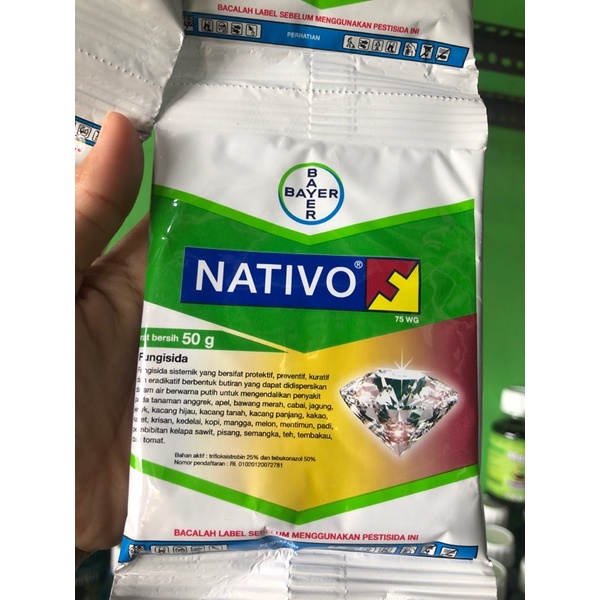 BACALAH LABEL SEBELUM MENGGUNAKAN PESTISIDA INI
PERHATIAN
BAYER
BAYER
NATIVO®
75 WG
bersih 50 g
Fungisida
Fungisida sistemik yang bersifat protektif, preventif, kuratif
dan eradikatif berbentuk butiran yang dapat didispersikan
dalam air berwarna putih untuk mengendalikan penyakit
pada tanaman anggrek, apel, bawang merah, cabai, jagung,
kacang hijau, kacang tanah, kacang panjang, kakao,
krisan, kedelai, kopi, mangga, melon, mentimun, padi,
pembibitan kelapa sawit, pisang, semangka, teh, tembakau,
tomat.
Bahan aktif : trifloksistrobin 25% dan tebukonazol 50%
Nomor pendaftaran : RI. 01020120072781
BACALAH LABEL SEBELUM MENGGUNAKAN PESTISIDA INI
PERHATIAN